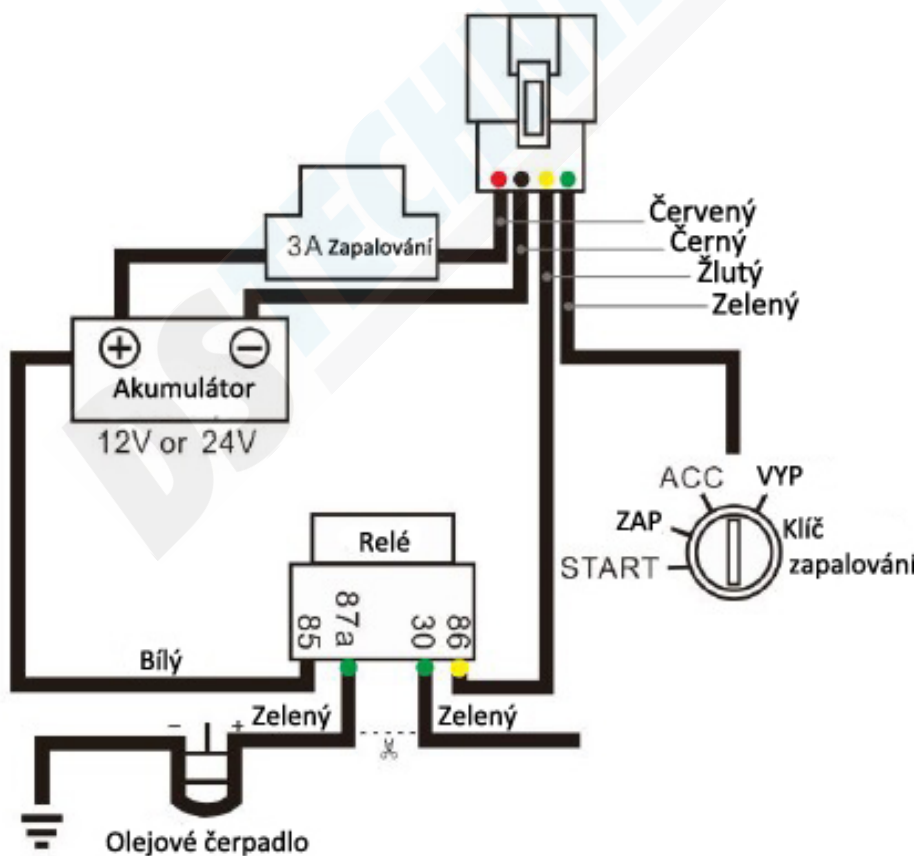 DSTECHNIK
Červený
Černý
Žlutý
Zelený
3A Zapalování
+ −
Akumulátor
12V or 24V
ACC VYP
ZAP
START
Klíč
zapalování
Relé
85 87a 30 86
Bílý
Zelený Zelený
− +
Olejové čerpadlo